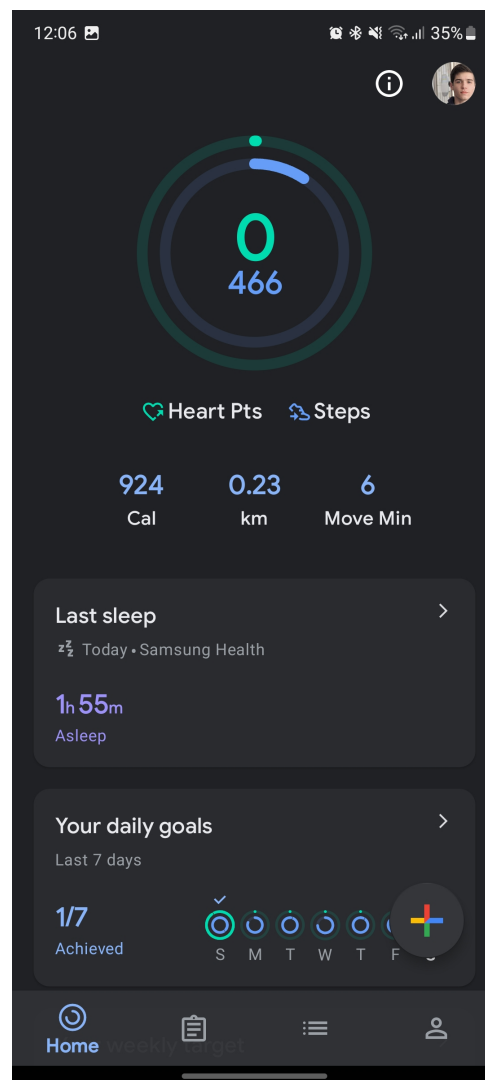 12:06 35%
0
466
Heart Pts Steps
924 0.23 6
Cal km Move Min
Last sleep
Today • Samsung Health
1h 55m
Asleep
Your daily goals
Last 7 days
1/7
Achieved
S M T W T F
Home weekly target